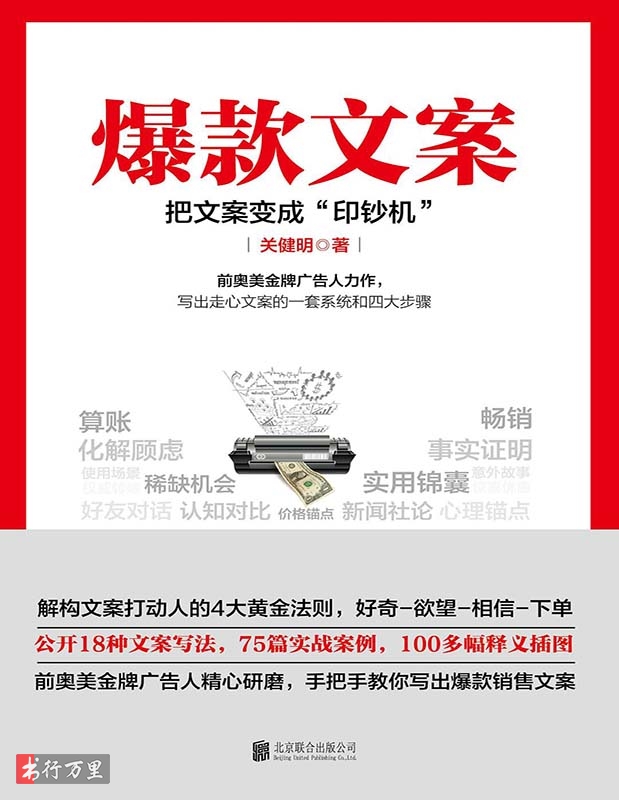 爆款文案
把文案变成“印钞机”
| 关健明◎著 |
前奥美金牌广告人力作，
写出走心文案的一套系统和四大步骤
算账
畅销
化解顾虑
事实证明
使用场景
意外故事
稀缺机会
实用锦囊
好友对话 认知对比 价格锚点 新闻社论 心理锚点
解构文案打动人的4大黄金法则，好奇-欲望-相信-下单
公开18种文案写法，75篇实战案例，100多幅释义插图
前奥美金牌广告人精心研磨，手把手教你写出爆款销售文案
北京联合出版公司
Beijing United Publishing Co.,Ltd.
书行万里